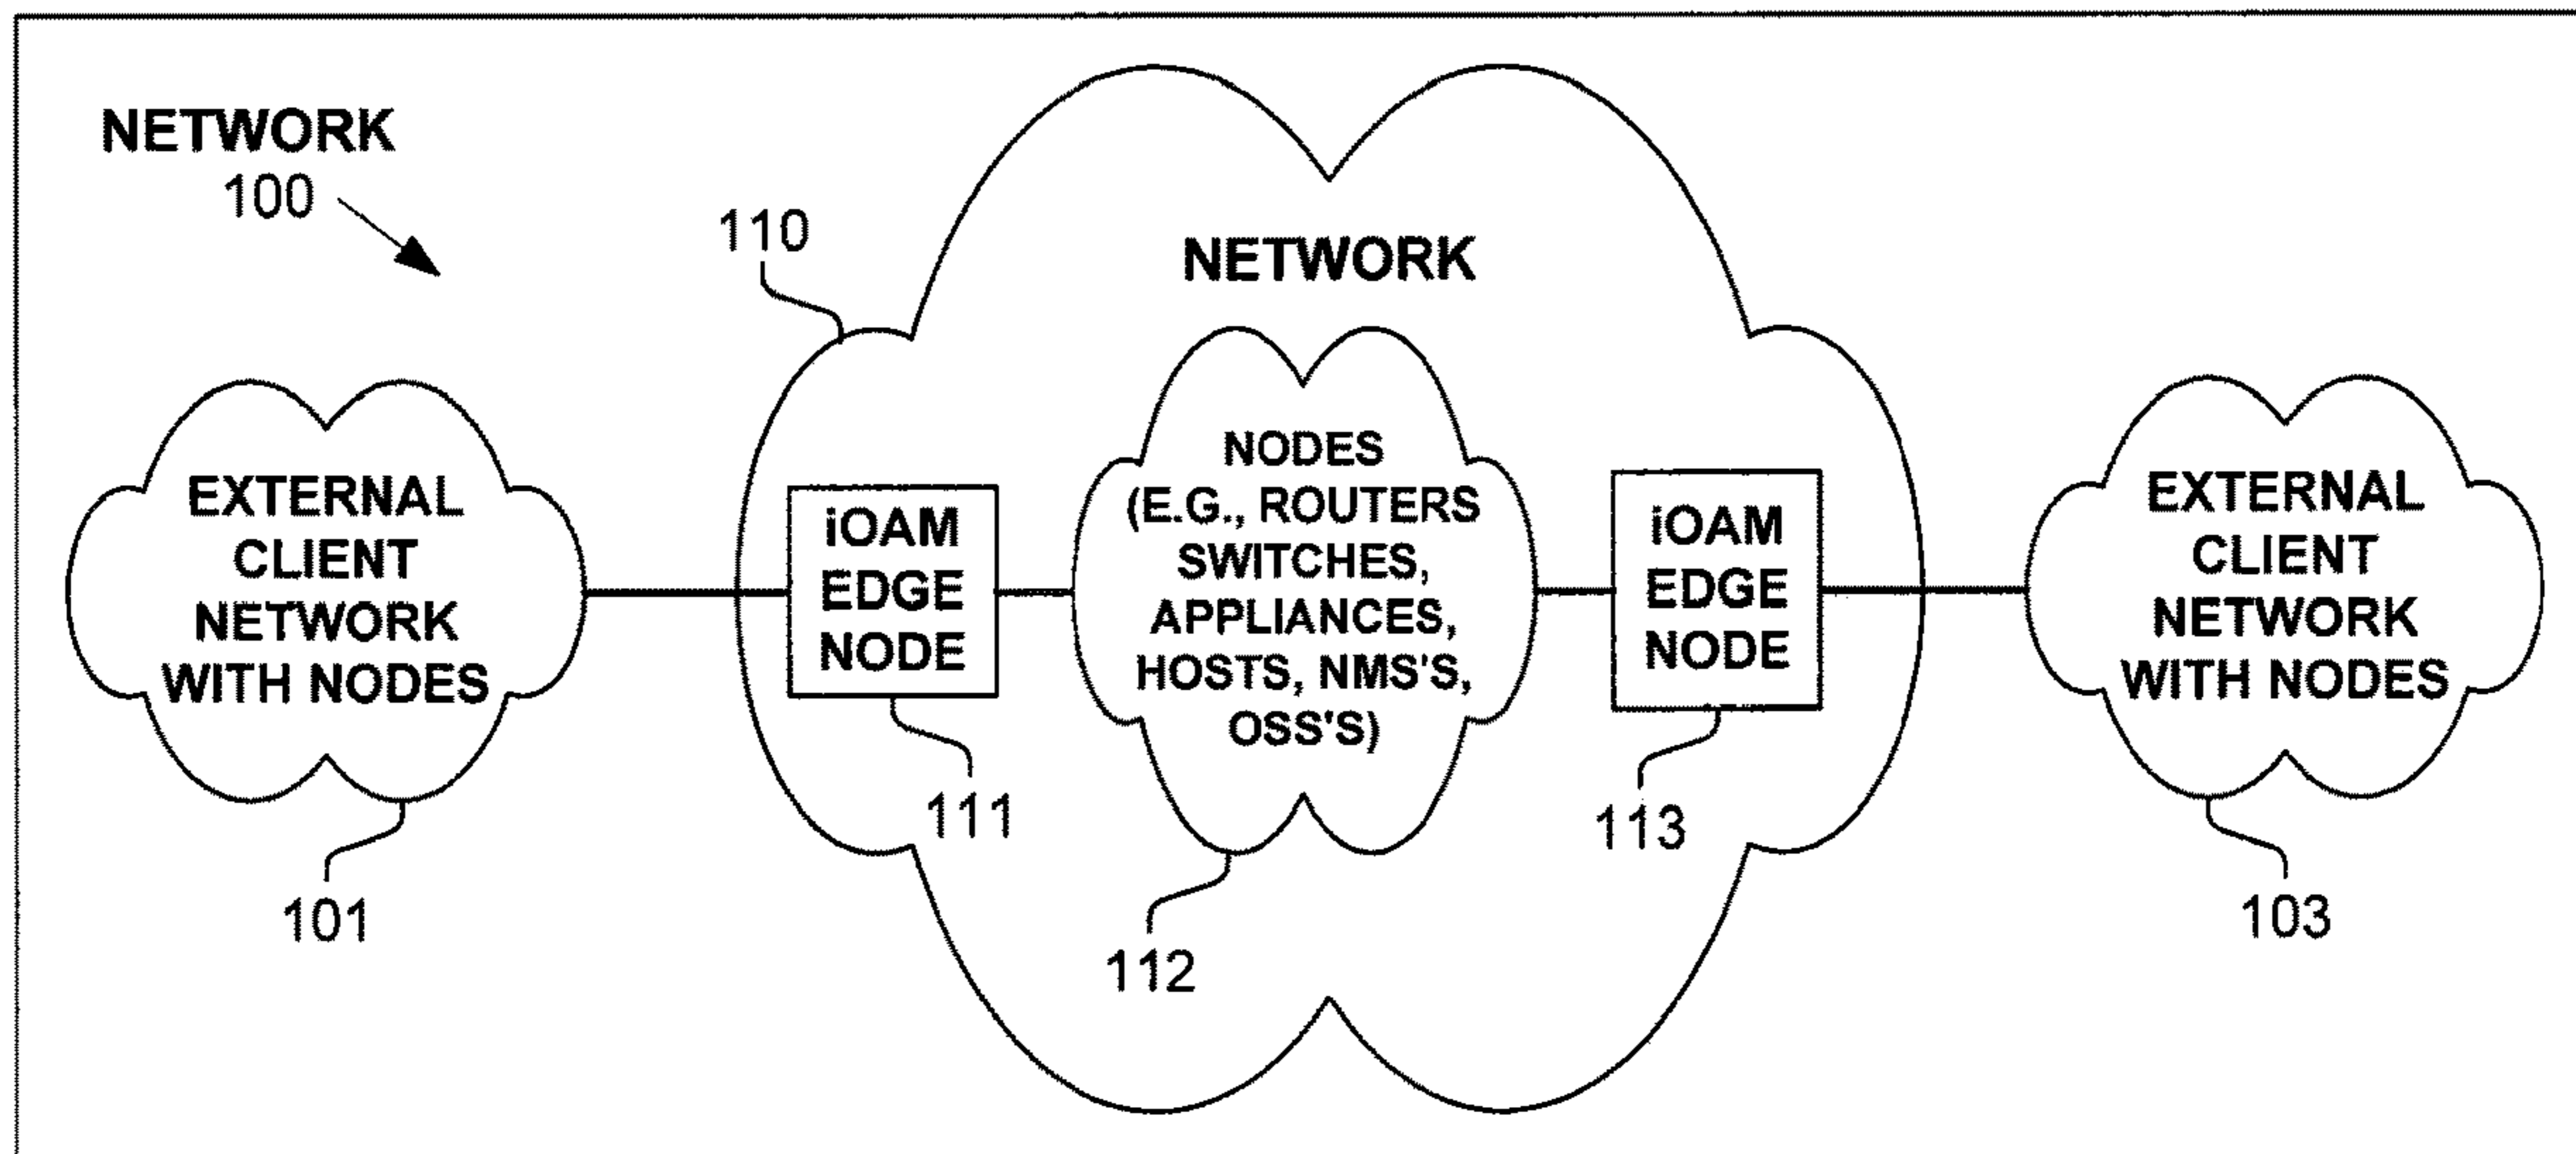 NETWORK
100
110
NETWORK
EXTERNAL
CLIENT
NETWORK
WITH NODES
101
iOAM
EDGE
NODE
111
NODES
(E.G., ROUTERS
SWITCHES,
APPLIANCES,
HOSTS, NMS'S,
OSS'S)
112
iOAM
EDGE
NODE
113
EXTERNAL
CLIENT
NETWORK
WITH NODES
103